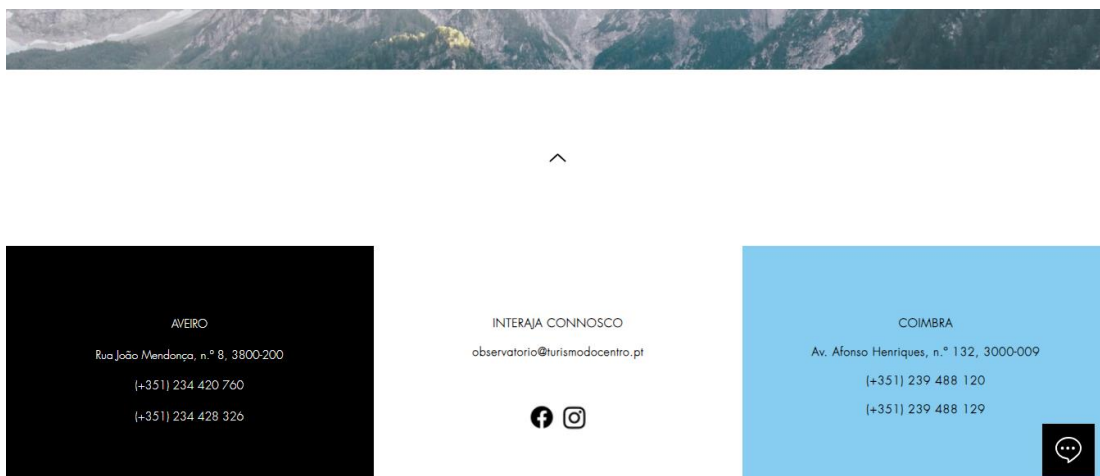 AVEIRO
Rua João Mendonça, n.º 8, 3800-200
(+351) 234 420 760
(+351) 234 428 326
INTERAJA CONNOSCO
observatorio@turismodocentro.pt
COIMBRA
Av. Afonso Henriques, n.º 132, 3000-009
(+351) 239 488 120
(+351) 239 488 129